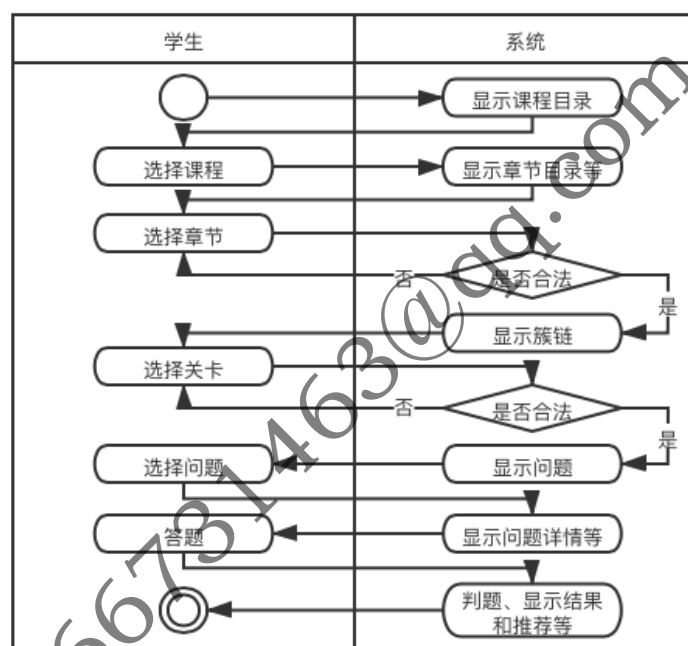 学生
系统
显示课程目录
选择课程
显示章节目录等
选择章节
否
是否合法
是
显示簇链
选择关卡
否
是否合法
是
选择问题
显示问题
答题
显示问题详情等
判题、显示结果
和推荐等
66731463@qq.com